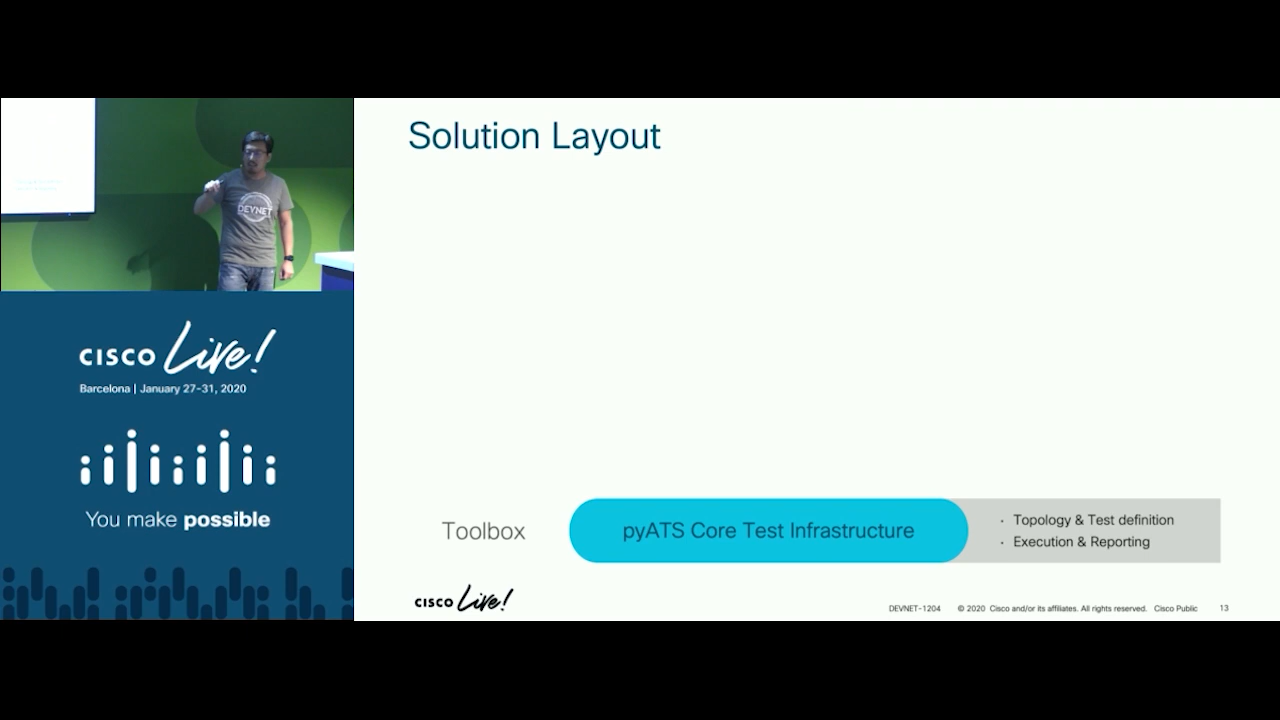 DEVNET
CISCO Live!
Barcelona | January 27-31, 2020
You make possible
Solution Layout
Toolbox
pyATS Core Test Infrastructure
· Topology & Test definition
· Execution & Reporting
CISCO Live!
DEVNET-1204 © 2020 Cisco and/or its affiliates. All rights reserved. Cisco Public 13